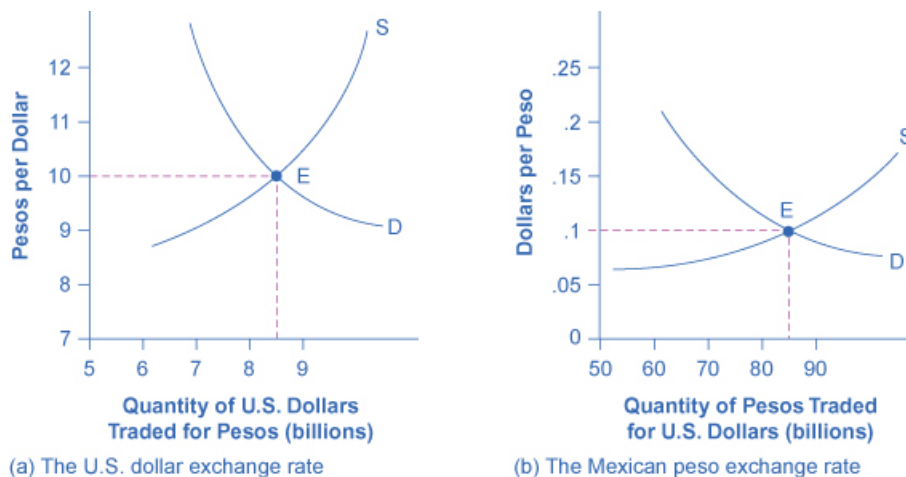 Pesos per Dollar
12
11
10
9
8
7
5 6 7 8 9
S
E
D
Quantity of U.S. Dollars
Traded for Pesos (billions)
(a) The U.S. dollar exchange rate
Dollars per Peso
.25
.2
.15
.1
.05
0
50 60 70 80 90
S
E
D
Quantity of Pesos Traded
for U.S. Dollars (billions)
(b) The Mexican peso exchange rate